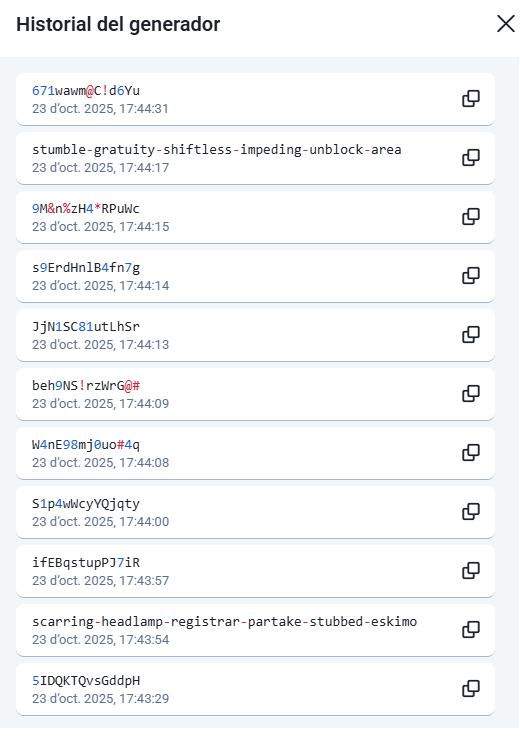 Historial del generador
671wawm@C!d6Yu
23 d’oct. 2025, 17:44:31
stumble-gratuity-shiftless-impeding-unblock-area
23 d’oct. 2025, 17:44:17
9M&n%zH4*RPuWc
23 d’oct. 2025, 17:44:15
s9ErdHnlB4fn7g
23 d’oct. 2025, 17:44:14
JjN1SC81utLhSr
23 d’oct. 2025, 17:44:13
beh9NS!rzWrG@#
23 d’oct. 2025, 17:44:09
W4nE98mj0uo#4q
23 d’oct. 2025, 17:44:08
S1p4wWcyYQjqty
23 d’oct. 2025, 17:44:00
ifEBqstupPJ7iR
23 d’oct. 2025, 17:43:57
scarring-headlamp-registrar-partake-stubbed-eskimo
23 d’oct. 2025, 17:43:54
5IDQKTQvsGddpH
23 d’oct. 2025, 17:43:29